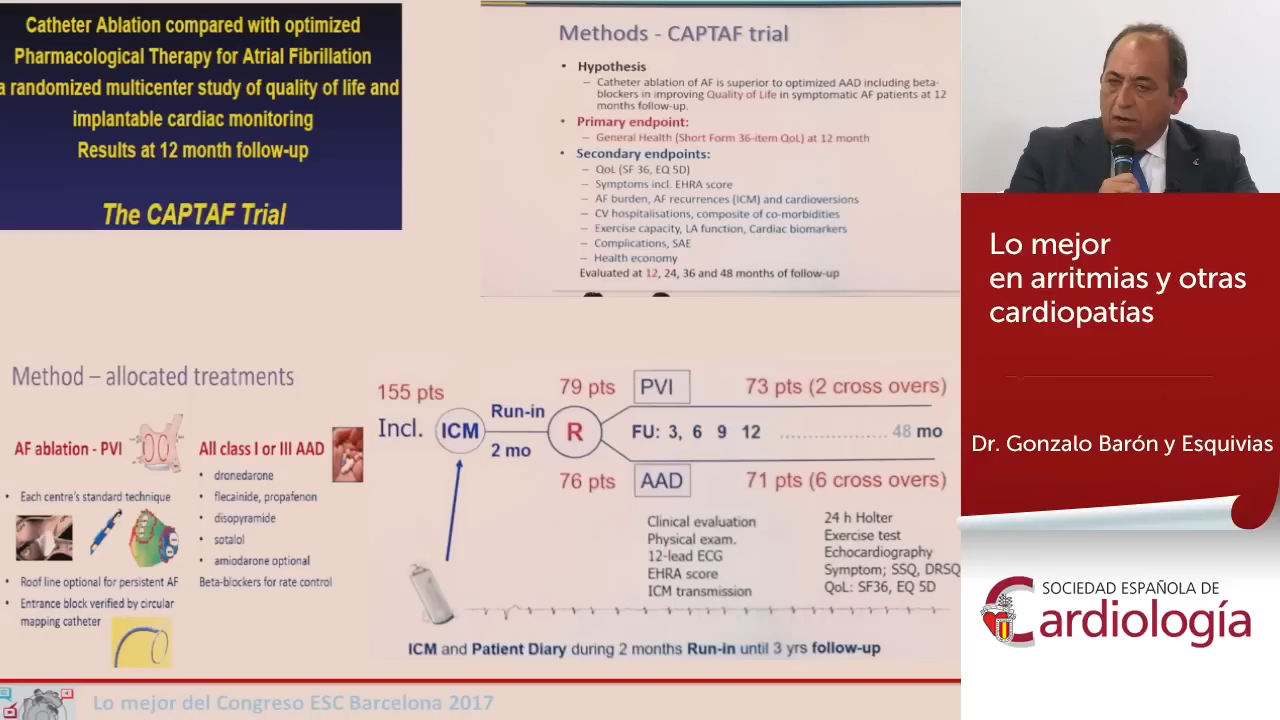 Catheter Ablation compared with optimized
Pharmacological Therapy for Atrial Fibrillation
a randomized multicenter study of quality of life and
implantable cardiac monitoring
Results at 12 month follow-up
The CAPTAF Trial
Methods - CAPTAF trial
• Hypothesis
– Catheter ablation of AF is superior to optimized AAD including beta-
blockers in improving Quality of Life in symptomatic AF patients at 12
months follow-up.
• Primary endpoint:
– General Health (Short Form 36-item QoL) at 12 month
• Secondary endpoints:
– QoL (SF 36, EQ 5D)
– Symptoms incl. EHRA score
– AF burden, AF recurrences (ICM) and cardioversions
– CV hospitalisations, composite of co-morbidities
– Exercise capacity, LA function, Cardiac biomarkers
– Complications, SAE
– Health economy
Evaluated at 12, 24, 36 and 48 months of follow-up
Method – allocated treatments
AF ablation - PVI
• Each centre's standard technique
• Roof line optional for persistent AF
• Entrance block verified by circular
mapping catheter
All class I or III AAD
• dronedarone
• flecainide, propafenon
• disopyramide
• sotalol
• amiodarone optional
Beta-blockers for rate control
155 pts
Incl.
ICM
Run-in
2 mo
79 pts
R
76 pts
PVI
73 pts (2 cross overs)
FU: 3, 6 9 12 .................... 48 mo
AAD
71 pts (6 cross overs)
Clinical evaluation
Physical exam.
12-lead ECG
EHRA score
ICM transmission
24 h Holter
Exercise test
Echocardiography
Symptom; SSQ, DRSQ
QoL: SF36, EQ 5D
ICM and Patient Diary during 2 months Run-in until 3 yrs follow-up
Lo mejor del Congreso ESC Barcelona 2017
Lo mejor
en arritmias y otras
cardiopatías
Dr. Gonzalo Barón y Esquivias
SOCIEDAD ESPAÑOLA DE
Cardiología